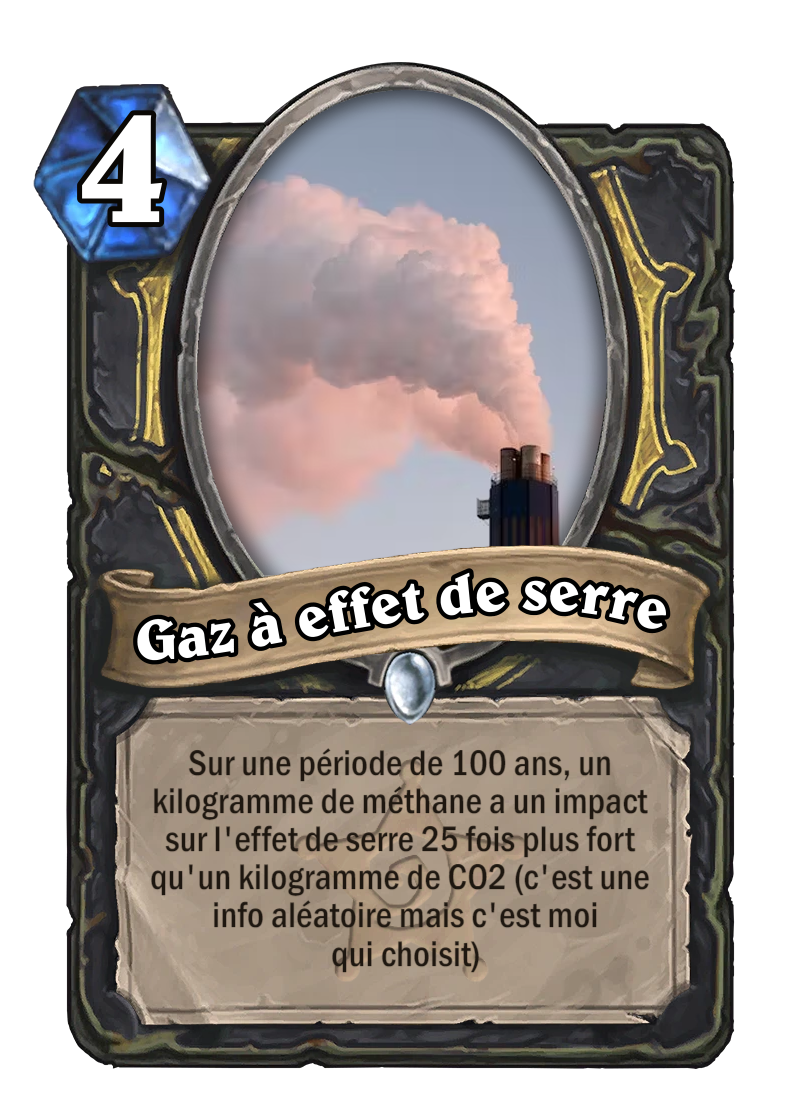 4
Gaz à effet de serre
Sur une période de 100 ans, un
kilogramme de méthane a un impact
sur l'effet de serre 25 fois plus fort
qu'un kilogramme de CO2 (c'est une
info aléatoire mais c'est moi
qui choisit)